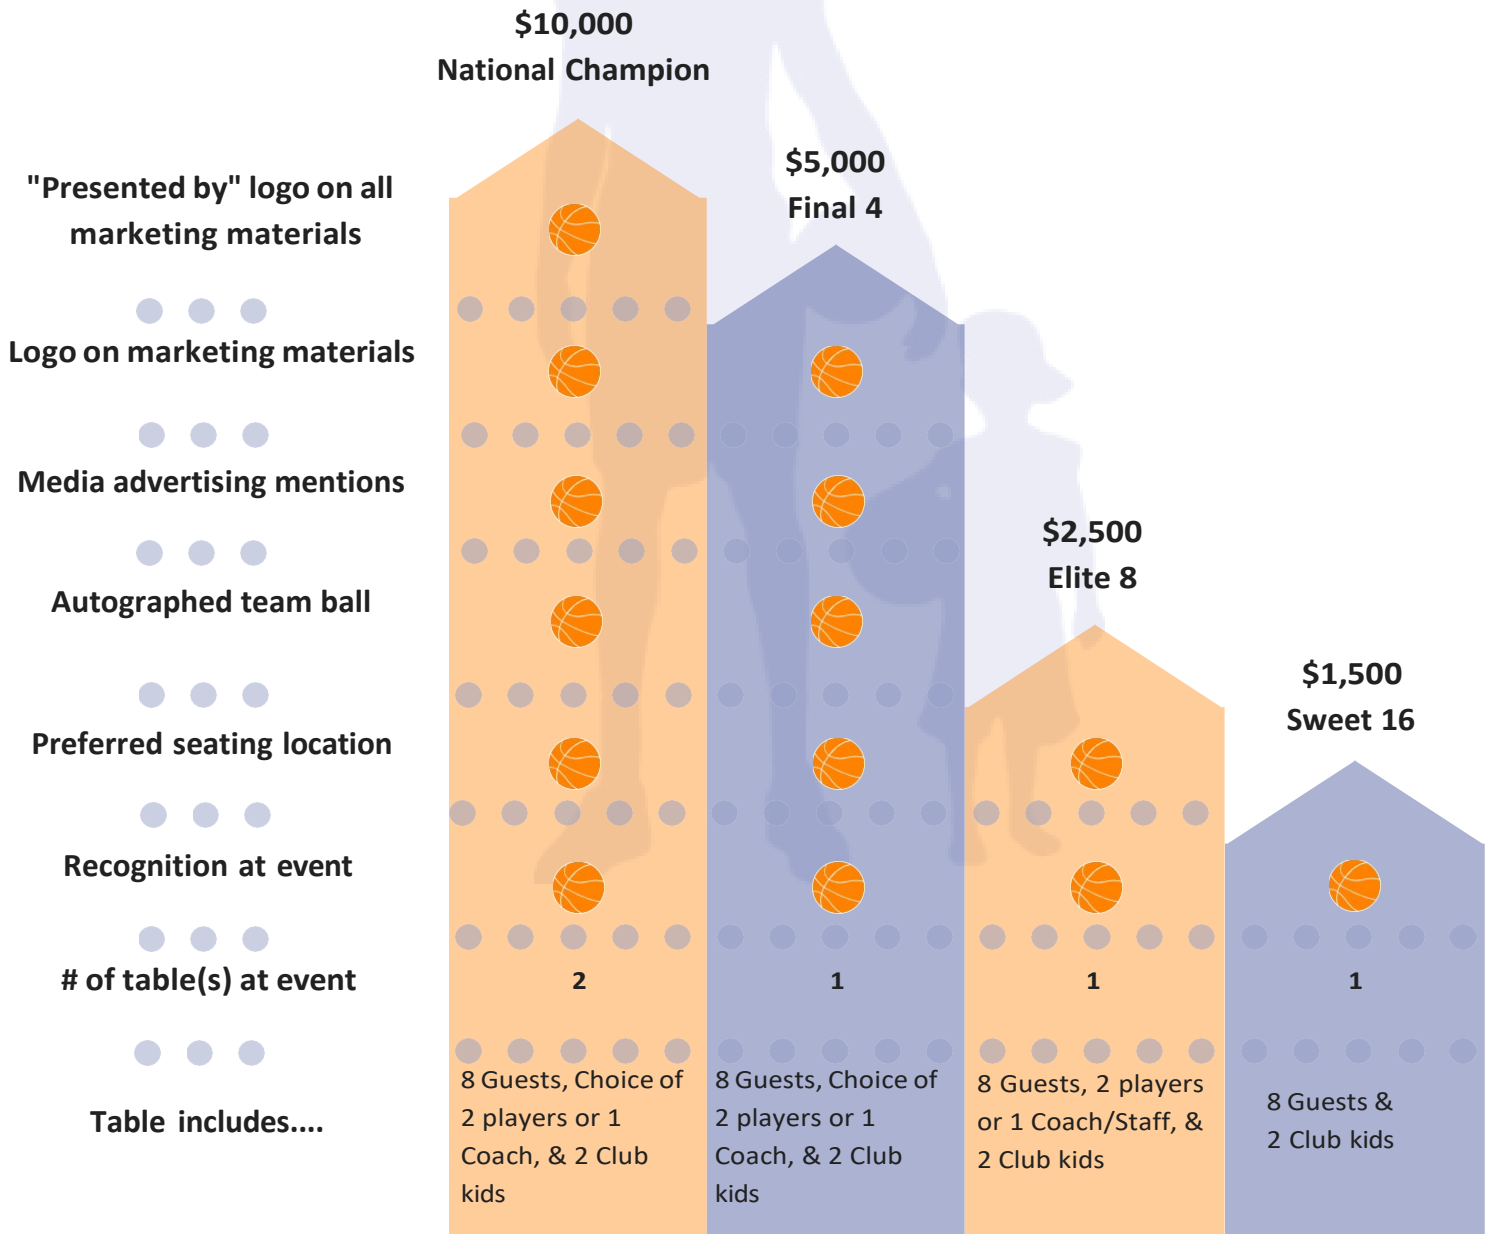 $10,000
National Champion
$5,000
Final 4
"Presented by" logo on all
marketing materials
Logo on marketing materials
Media advertising mentions
$2,500
Elite 8
Autographed team ball
$1,500
Sweet 16
Preferred seating location
Recognition at event
# of table(s) at event
2
1
1
1
Table includes....
8 Guests, Choice of
2 players or 1
Coach, & 2 Club
kids
8 Guests, Choice of
2 players or 1
Coach, & 2 Club
kids
8 Guests, 2 players
or 1 Coach/Staff, &
2 Club kids
8 Guests &
2 Club kids